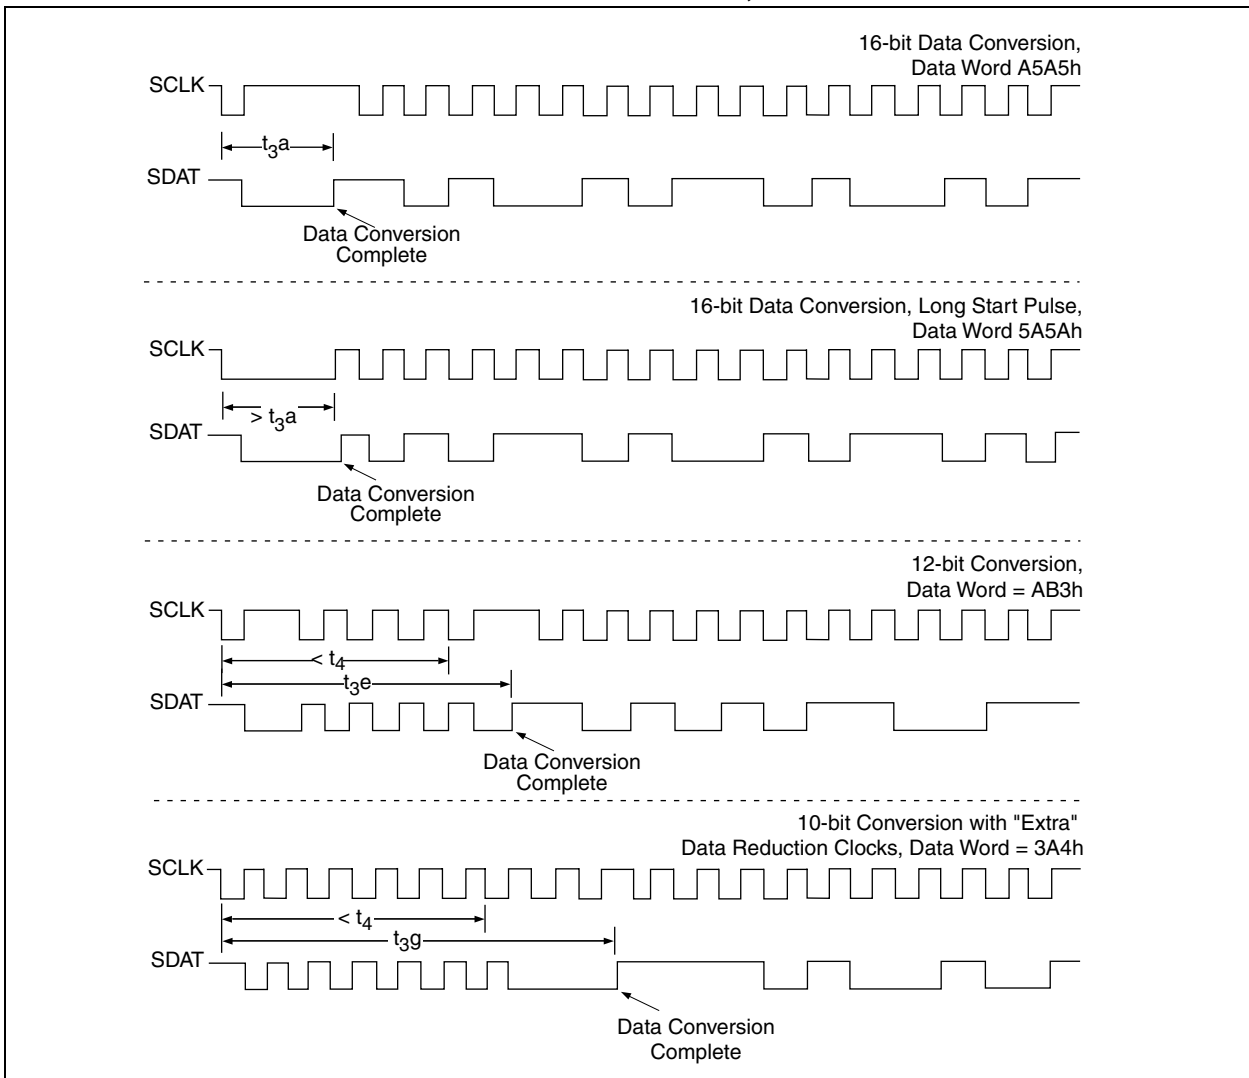 16-bit Data Conversion,
Data Word A5A5h
SCLK
t3a
SDAT
Data Conversion
Complete
16-bit Data Conversion, Long Start Pulse,
Data Word 5A5Ah
SCLK
> t3a
SDAT
Data Conversion
Complete
12-bit Conversion,
Data Word = AB3h
SCLK
< t4
t3e
SDAT
Data Conversion
Complete
10-bit Conversion with "Extra"
Data Reduction Clocks, Data Word = 3A4h
SCLK
< t4
t3g
SDAT
Data Conversion
Complete